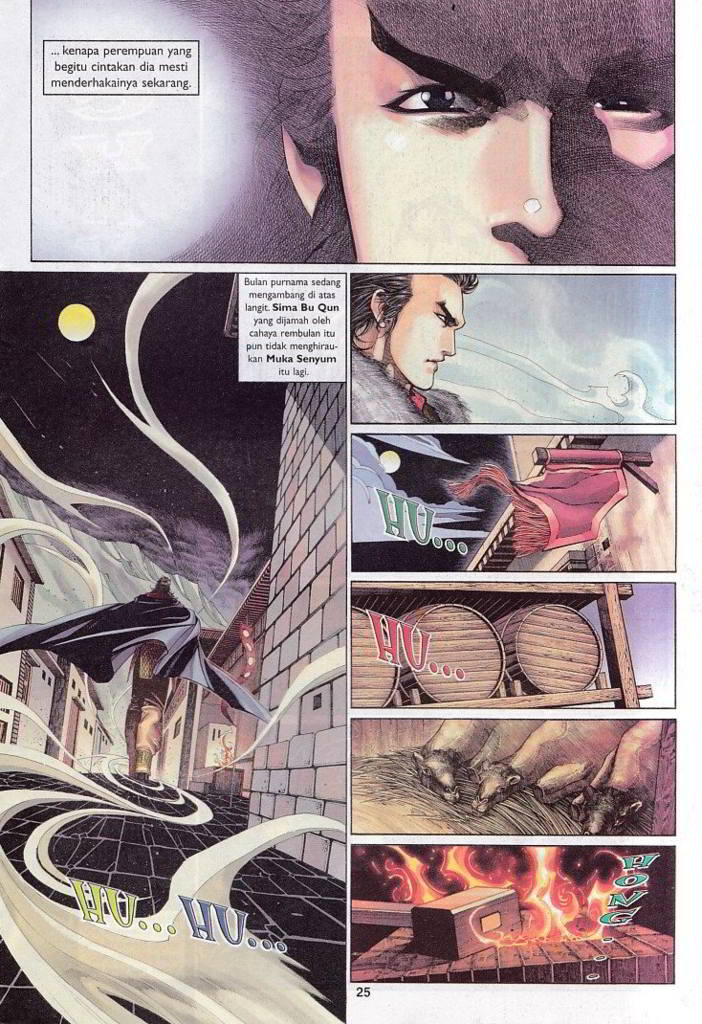 ... kenapa perempuan yang
begitu cintakan dia mesti
menderhakainya sekarang.
Bulan purnama sedang
mengambang di atas
langit. Sima Bu Qun
yang dijamah oleh
cahaya rembulan itu
pun tidak menghirau-
kan Muka Senyum
itu lagi.
HU...
HU...
HU... HU...
HONG...
25